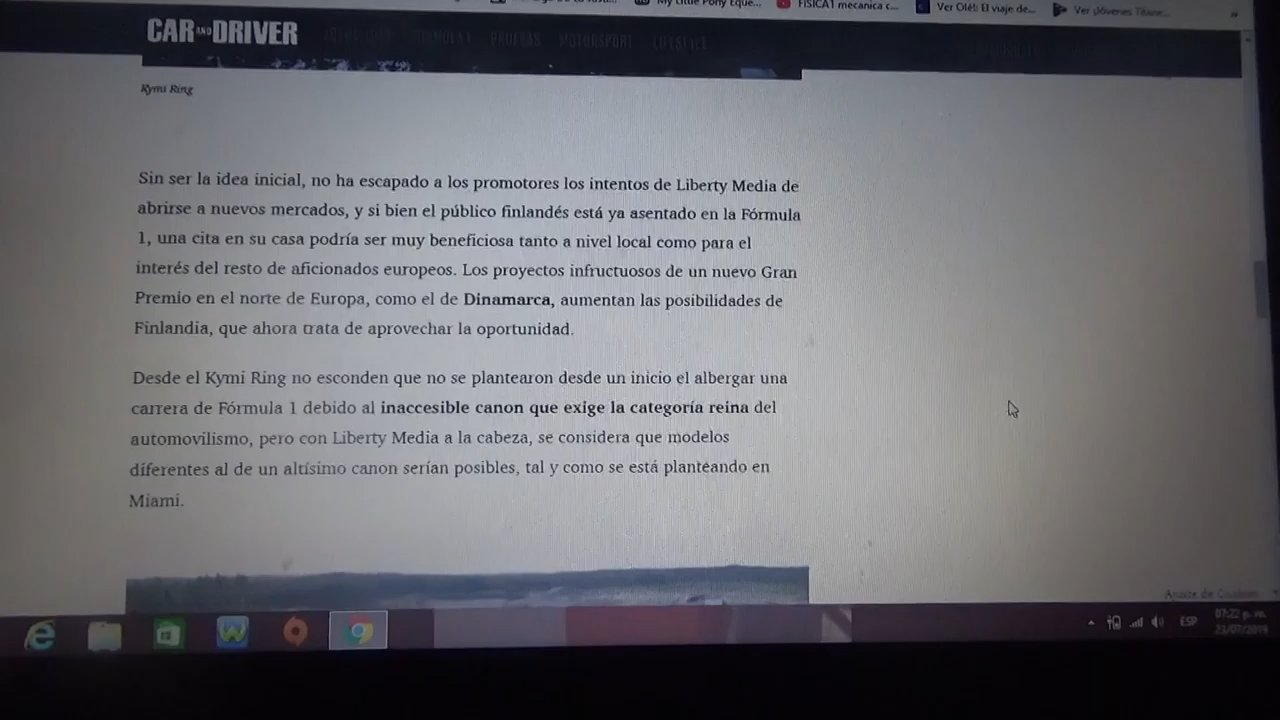 My Little Pony Eque...
FISICA1 mecanica c...
Ver Olé!: El viaje de...
Ver ¡Jóvenes Titane...
»
CAR AND DRIVER
FORMULA 1
PRUEBAS
MOTORSPORT
LIFESTYLE
Kymi Ring
Sin ser la idea inicial, no ha escapado a los promotores los intentos de Liberty Media de
abrirse a nuevos mercados, y si bien el público finlandés está ya asentado en la Fórmula
1, una cita en su casa podría ser muy beneficiosa tanto a nivel local como para el
interés del resto de aficionados europeos. Los proyectos infructuosos de un nuevo Gran
Premio en el norte de Europa, como el de Dinamarca, aumentan las posibilidades de
Finlandia, que ahora trata de aprovechar la oportunidad.
Desde el Kymi Ring no esconden que no se plantearon desde un inicio el albergar una
carrera de Fórmula 1 debido al inaccesible canon que exige la categoría reina del
automovilismo, pero con Liberty Media a la cabeza, se considera que modelos
diferentes al de un altísimo canon serían posibles, tal y como se está planteando en
Miami.
ESP
07:22 p. m.
23/07/2019